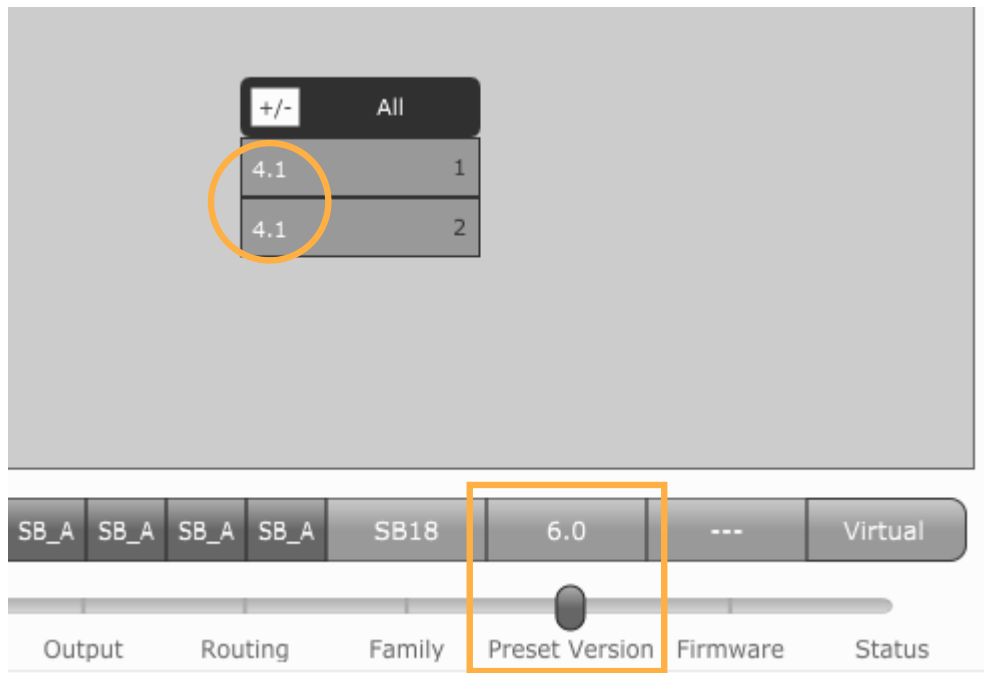 +/- All
4.1 1
4.1 2
SB_A SB_A SB_A SB_A SB18 6.0 --- Virtual
Output Routing Family Preset Version Firmware Status